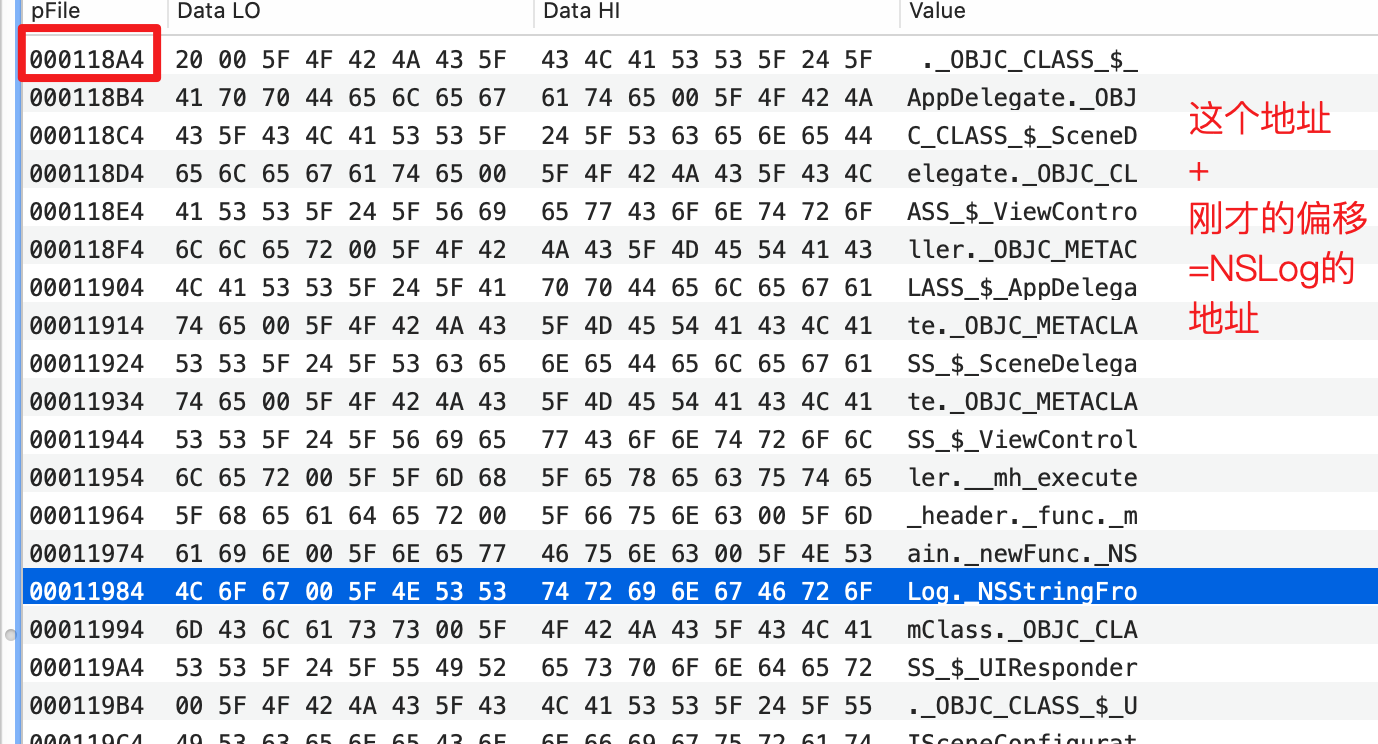 pFile Data LO Data HI Value
000118A4 20 00 5F 4F 42 4A 43 5F 43 4C 41 53 53 5F 24 5F ._OBJC_CLASS_$_
000118B4 41 70 70 44 65 6C 65 67 61 74 65 00 5F 4F 42 4A AppDelegate._OBJ
000118C4 43 5F 43 4C 41 53 53 5F 24 5F 53 63 65 6E 65 44 C_CLASS_$_SceneD
000118D4 65 6C 65 67 61 74 65 00 5F 4F 42 4A 43 5F 43 4C elegate._OBJC_CL
000118E4 41 53 53 5F 24 5F 56 69 65 77 43 6F 6E 74 72 6F ASS_$_ViewContro
000118F4 6C 6C 65 72 00 5F 4F 42 4A 43 5F 4D 45 54 41 43 ller._OBJC_METAC
00011904 4C 41 53 53 5F 24 5F 41 70 70 44 65 6C 65 67 61 LASS_$_AppDelega
00011914 74 65 00 5F 4F 42 4A 43 5F 4D 45 54 41 43 4C 41 te._OBJC_METACLA
00011924 53 53 5F 24 5F 53 63 65 6E 65 44 65 6C 65 67 61 SS_$_SceneDelega
00011934 74 65 00 5F 4F 42 4A 43 5F 4D 45 54 41 43 4C 41 te._OBJC_METACLA
00011944 53 53 5F 24 5F 56 69 65 77 43 6F 6E 74 72 6F 6C SS_$_ViewControl
00011954 6C 65 72 00 5F 5F 6D 68 5F 65 78 65 63 75 74 65 ler.__mh_execute
00011964 5F 68 65 61 64 65 72 00 5F 66 75 6E 63 00 5F 6D _header._func._m
00011974 61 69 6E 00 5F 6E 65 77 46 75 6E 63 00 5F 4E 53 ain._newFunc._NS
00011984 4C 6F 67 00 5F 4E 53 53 74 72 69 6E 67 46 72 6F Log._NSStringFro
00011994 6D 43 6C 61 73 73 00 5F 4F 42 4A 43 5F 43 4C 41 mClass._OBJC_CLA
000119A4 53 53 5F 24 5F 55 49 52 65 73 70 6F 6E 64 65 72 SS_$_UIResponder
000119B4 00 5F 4F 42 4A 43 5F 43 4C 41 53 53 5F 24 5F 55 ._OBJC_CLASS_$_U
000119C4 49 53 63 65 6E 65 43 6F 6E 66 69 67 75 72 61 74 ISceneConfigurat
这个地址
+
刚才的偏移
=NSLog的
地址